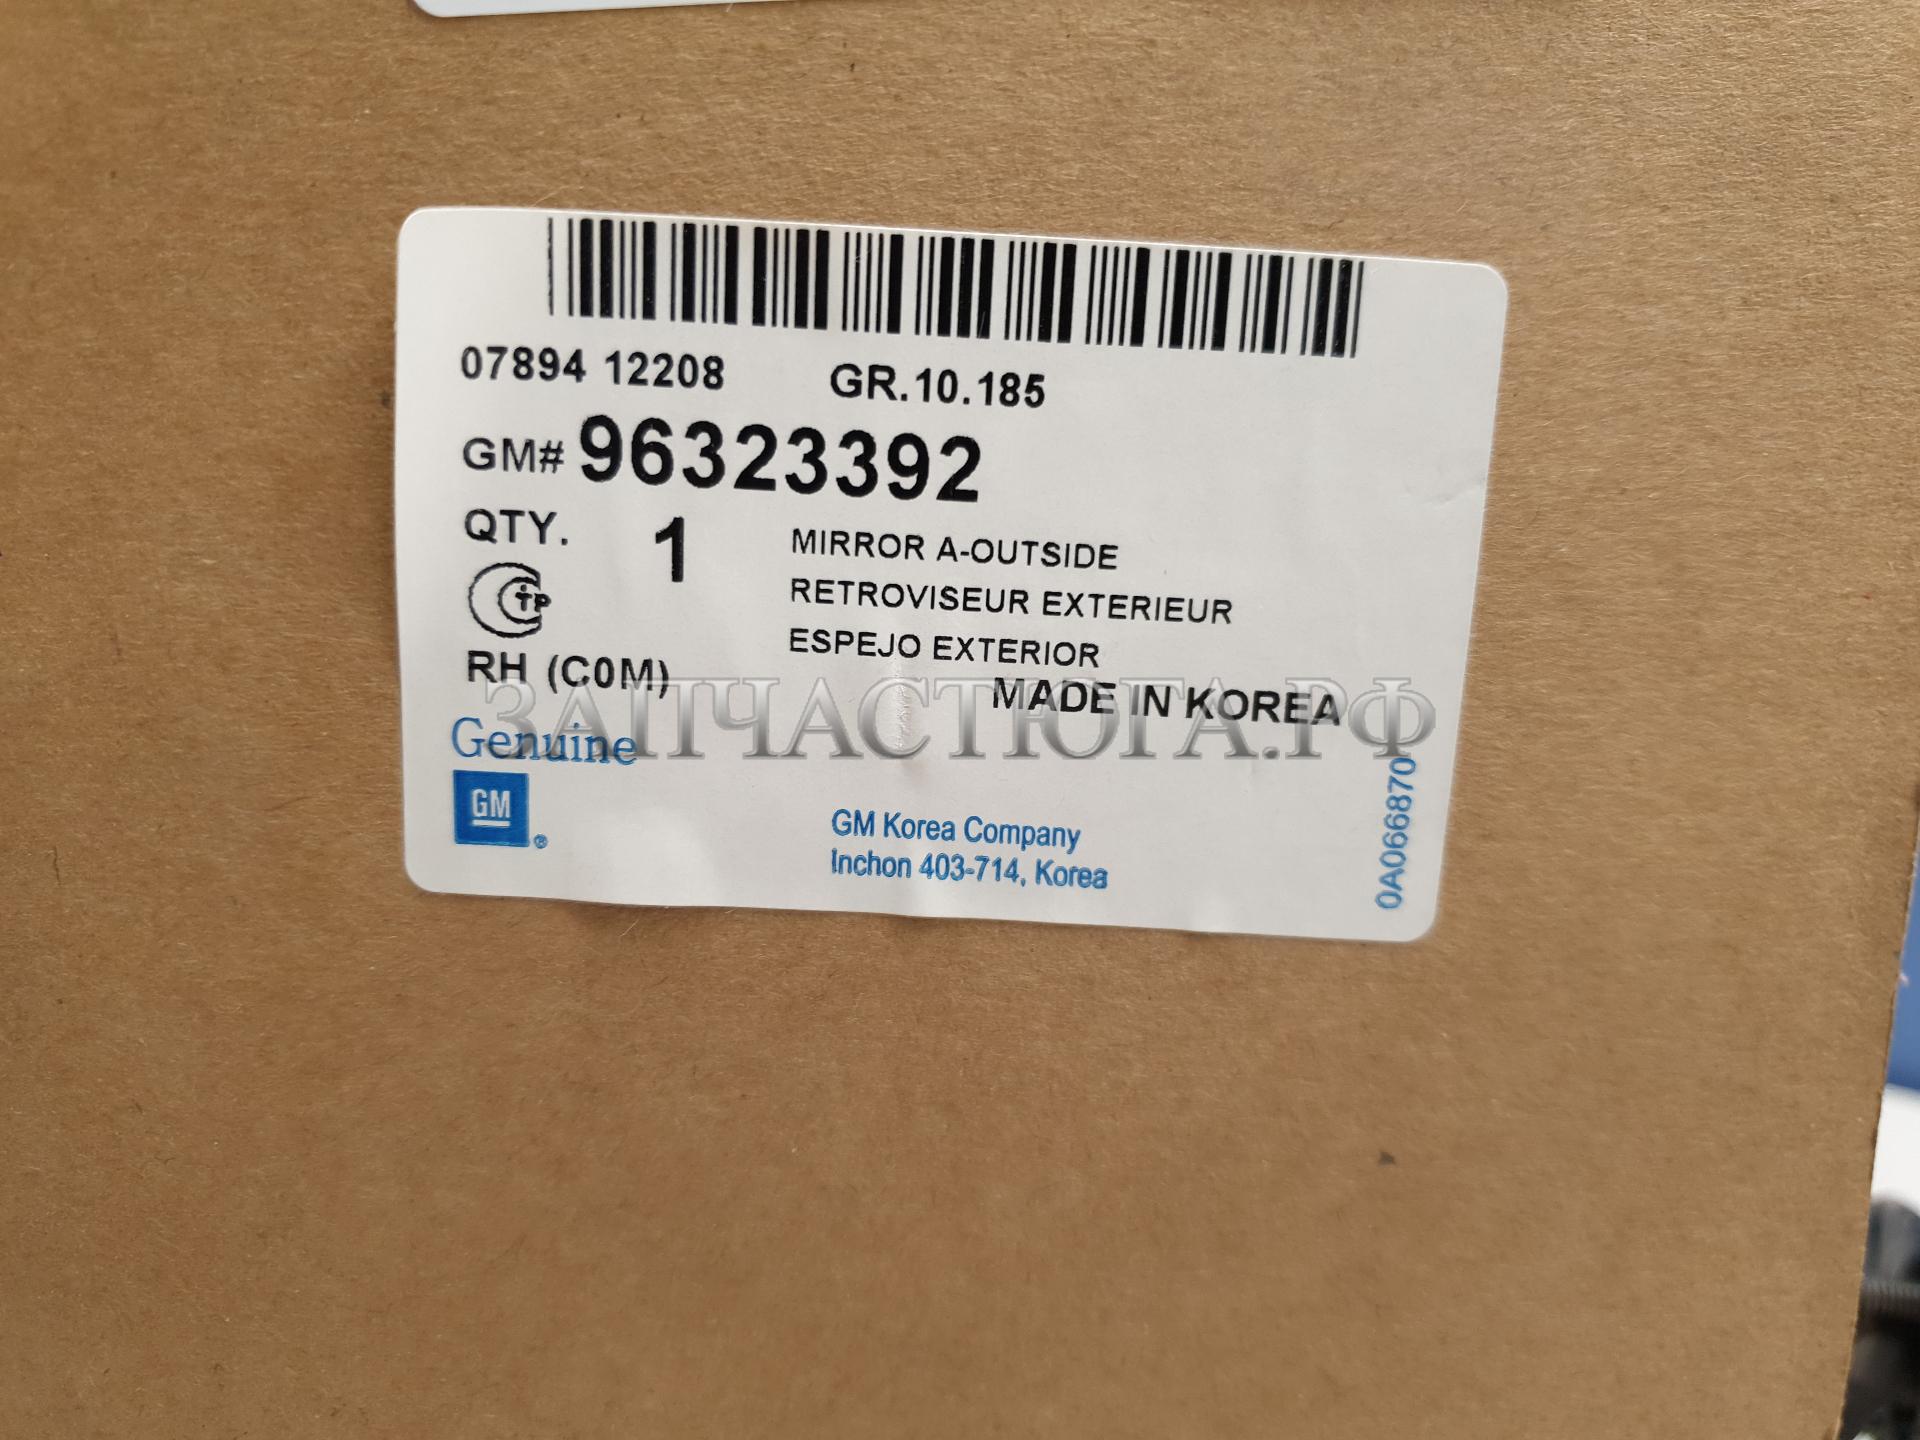 07894 12208 GR.10.185
GM# 96323392
QTY. 1
MIRROR A-OUTSIDE
RETROVISEUR EXTERIEUR
ESPEJO EXTERIOR
RH (C0M)
MADE IN KOREA
ЗАПЧАСТЮГА.РФ
Genuine
GM ®
GM Korea Company
Inchon 403-714, Korea
0A066870